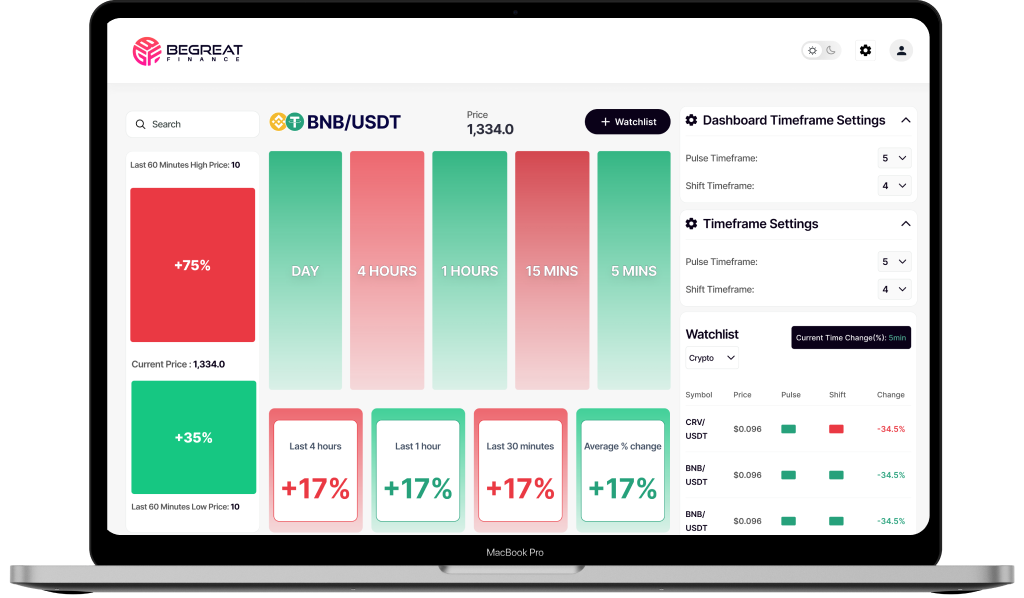 BEGREAT
FINANCE
Search
BNB/USDT
Price
1,334.0
+ Watchlist
Last 60 Minutes High Price: 10
+75%
Current Price : 1,334.0
+35%
Last 60 Minutes Low Price: 10
DAY
4 HOURS
1 HOURS
15 MINS
5 MINS
Last 4 hours
+17%
Last 1 hour
+17%
Last 30 minutes
+17%
Average % change
+17%
Dashboard Timeframe Settings
Pulse Timeframe: 5
Shift Timeframe: 4
Timeframe Settings
Pulse Timeframe: 5
Shift Timeframe: 4
Watchlist
Current Time Change(%): 5min
Crypto
Symbol Price Pulse Shift Change
CRV/
USDT
$0.096 -34.5%
BNB/
USDT
$0.096 -34.5%
BNB/
USDT
$0.096 -34.5%
MacBook Pro